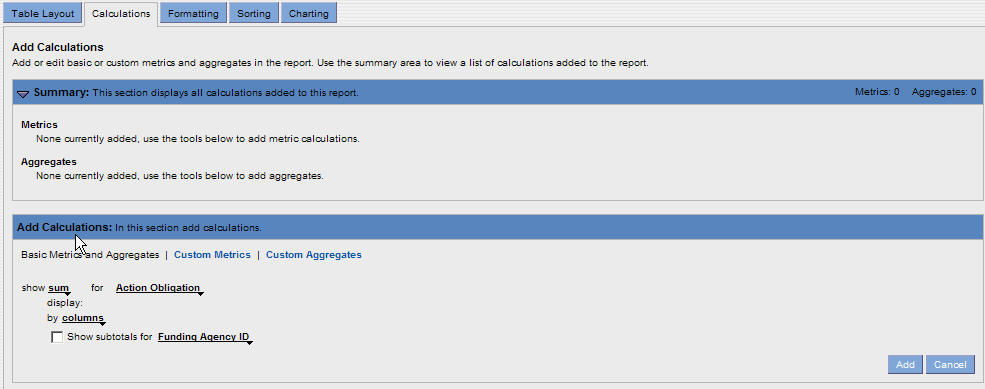 Table Layout Calculations Formatting Sorting Charting
Add Calculations
Add or edit basic or custom metrics and aggregates in the report. Use the summary area to view a list of calculations added to the report.
Summary: This section displays all calculations added to this report. Metrics: 0 Aggregates: 0
Metrics
None currently added, use the tools below to add metric calculations.
Aggregates
None currently added, use the tools below to add aggregates.
Add Calculations: In this section add calculations.
Basic Metrics and Aggregates | Custom Metrics | Custom Aggregates
show sum for Action Obligation
display:
by columns
Show subtotals for Funding Agency ID
Add Cancel